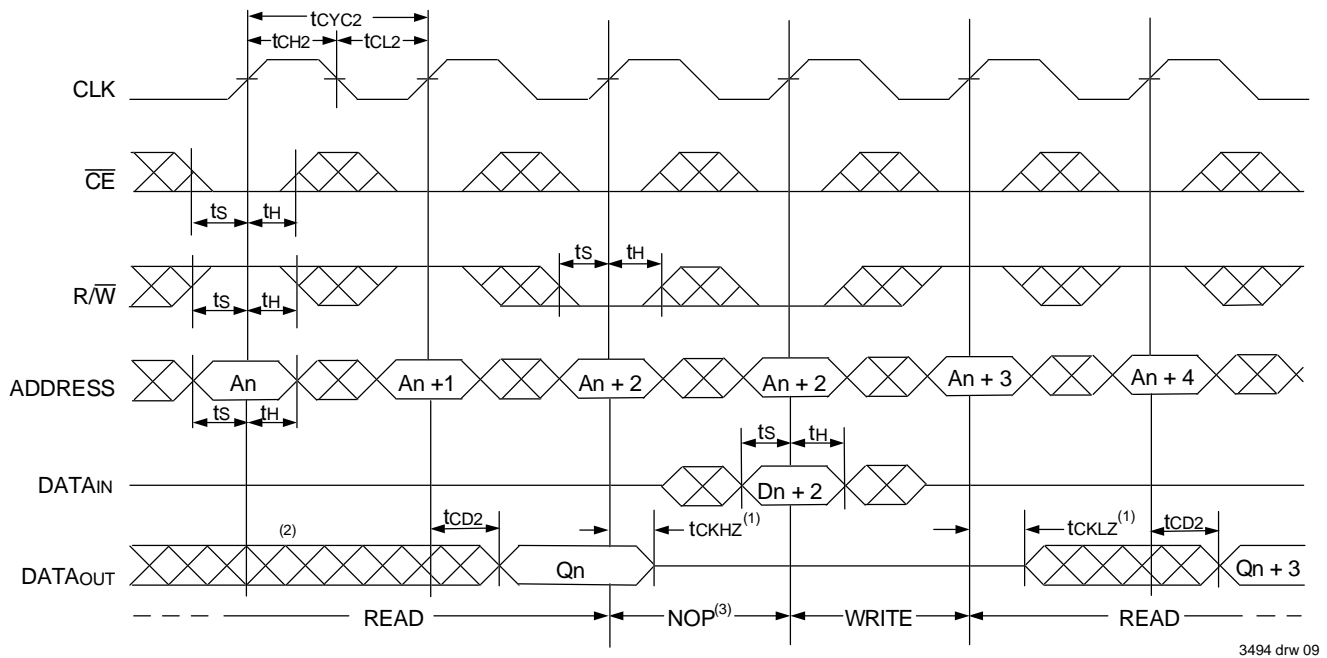 tCYC2
tCH2 tCL2
CLK
CE
tS tH
R/W
tS tH
tS tH
ADDRESS
An An +1 An + 2 An + 2 An + 3 An + 4
tS tH
tS tH
DATAIN
Dn + 2
tCD2 tCKHZ(1) tCKLZ(1) tCD2
(2)
DATAOUT
Qn Qn + 3
READ NOP(3) WRITE READ
3494 drw 09